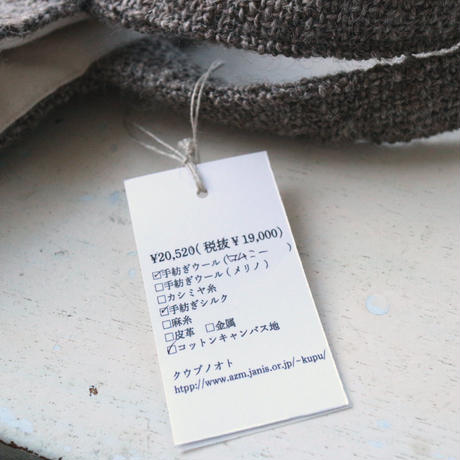 ¥20,520(税抜¥19,000)
☑手紡ぎウール( )
□手紡ぎウール(メリノ)
□カシミヤ糸
☑手紡ぎシルク
□麻糸
□皮革 □金属
☑コットンキャンバス地
クウプノオト
htpp://www.azm.janis.or.jp/~kupu/